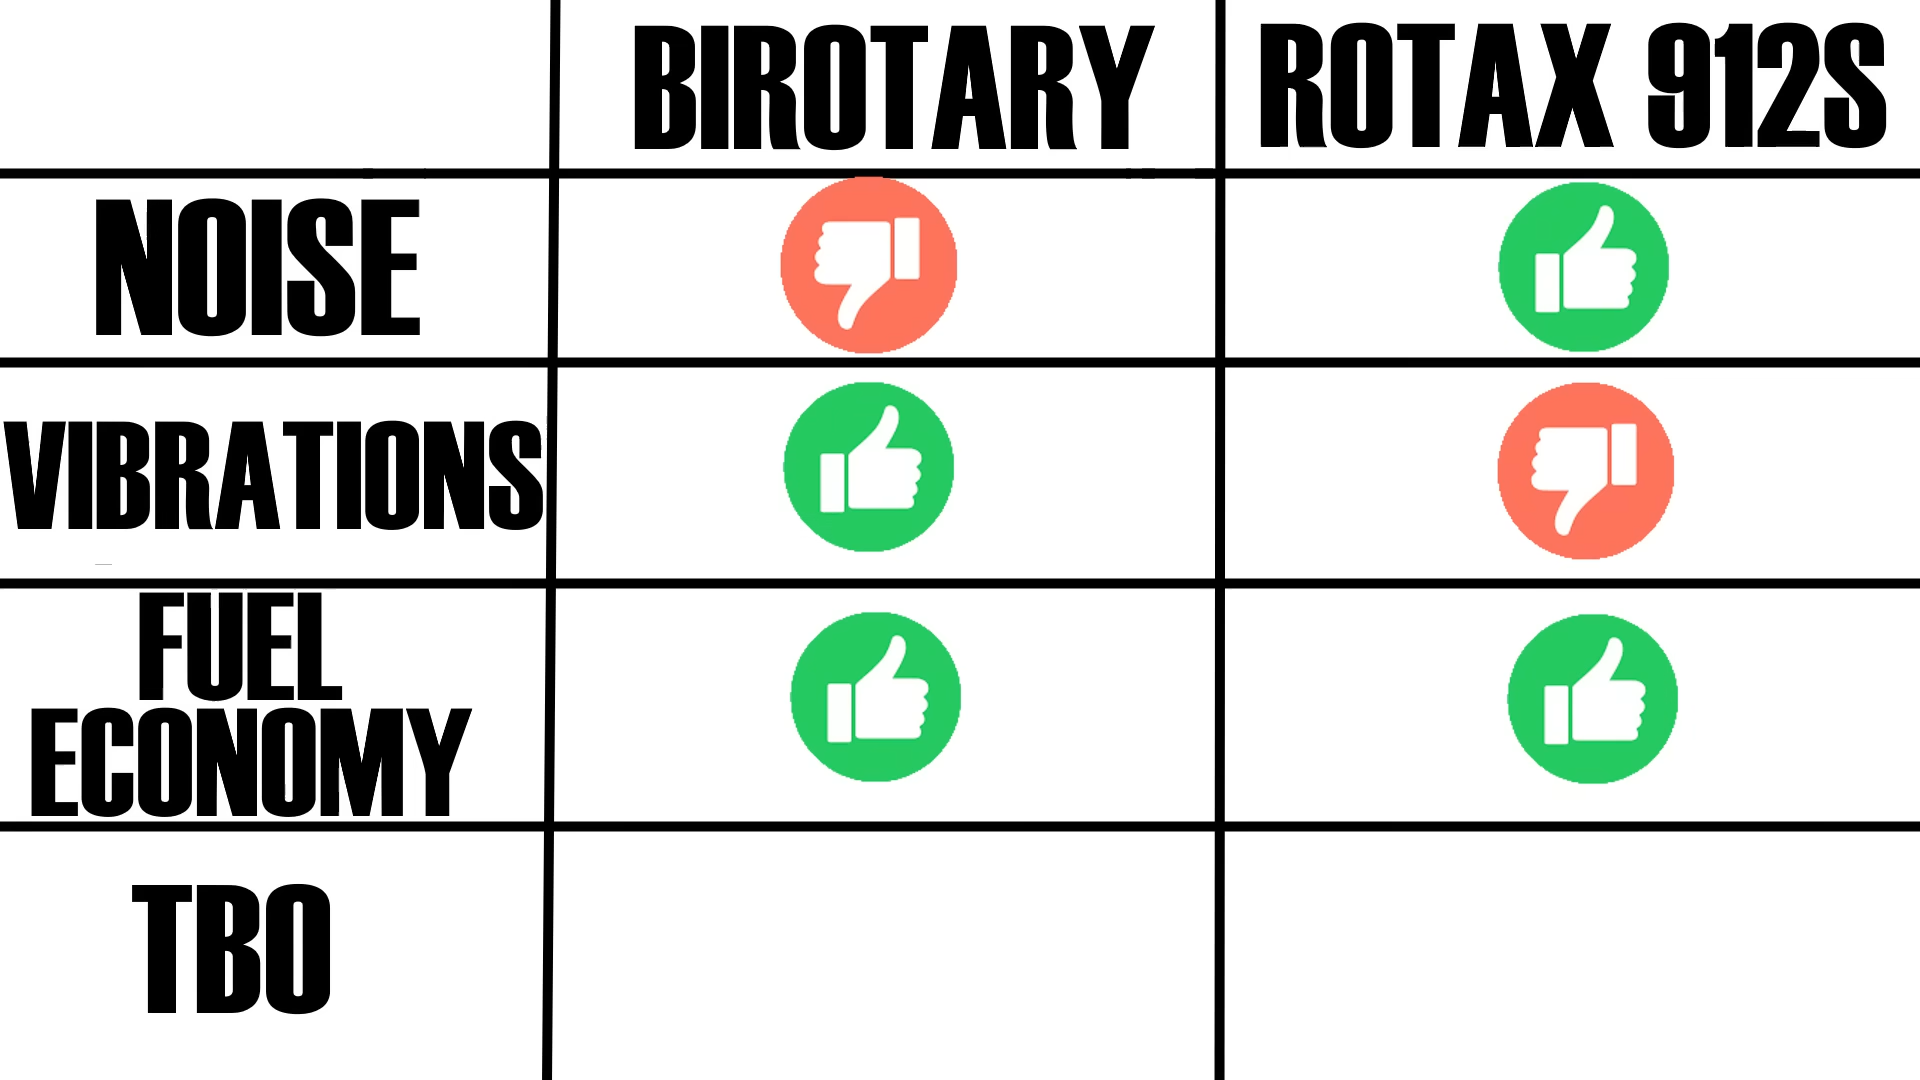 BIROTARY
ROTAX 912S
NOISE
VIBRATIONS
FUEL
ECONOMY
TBO